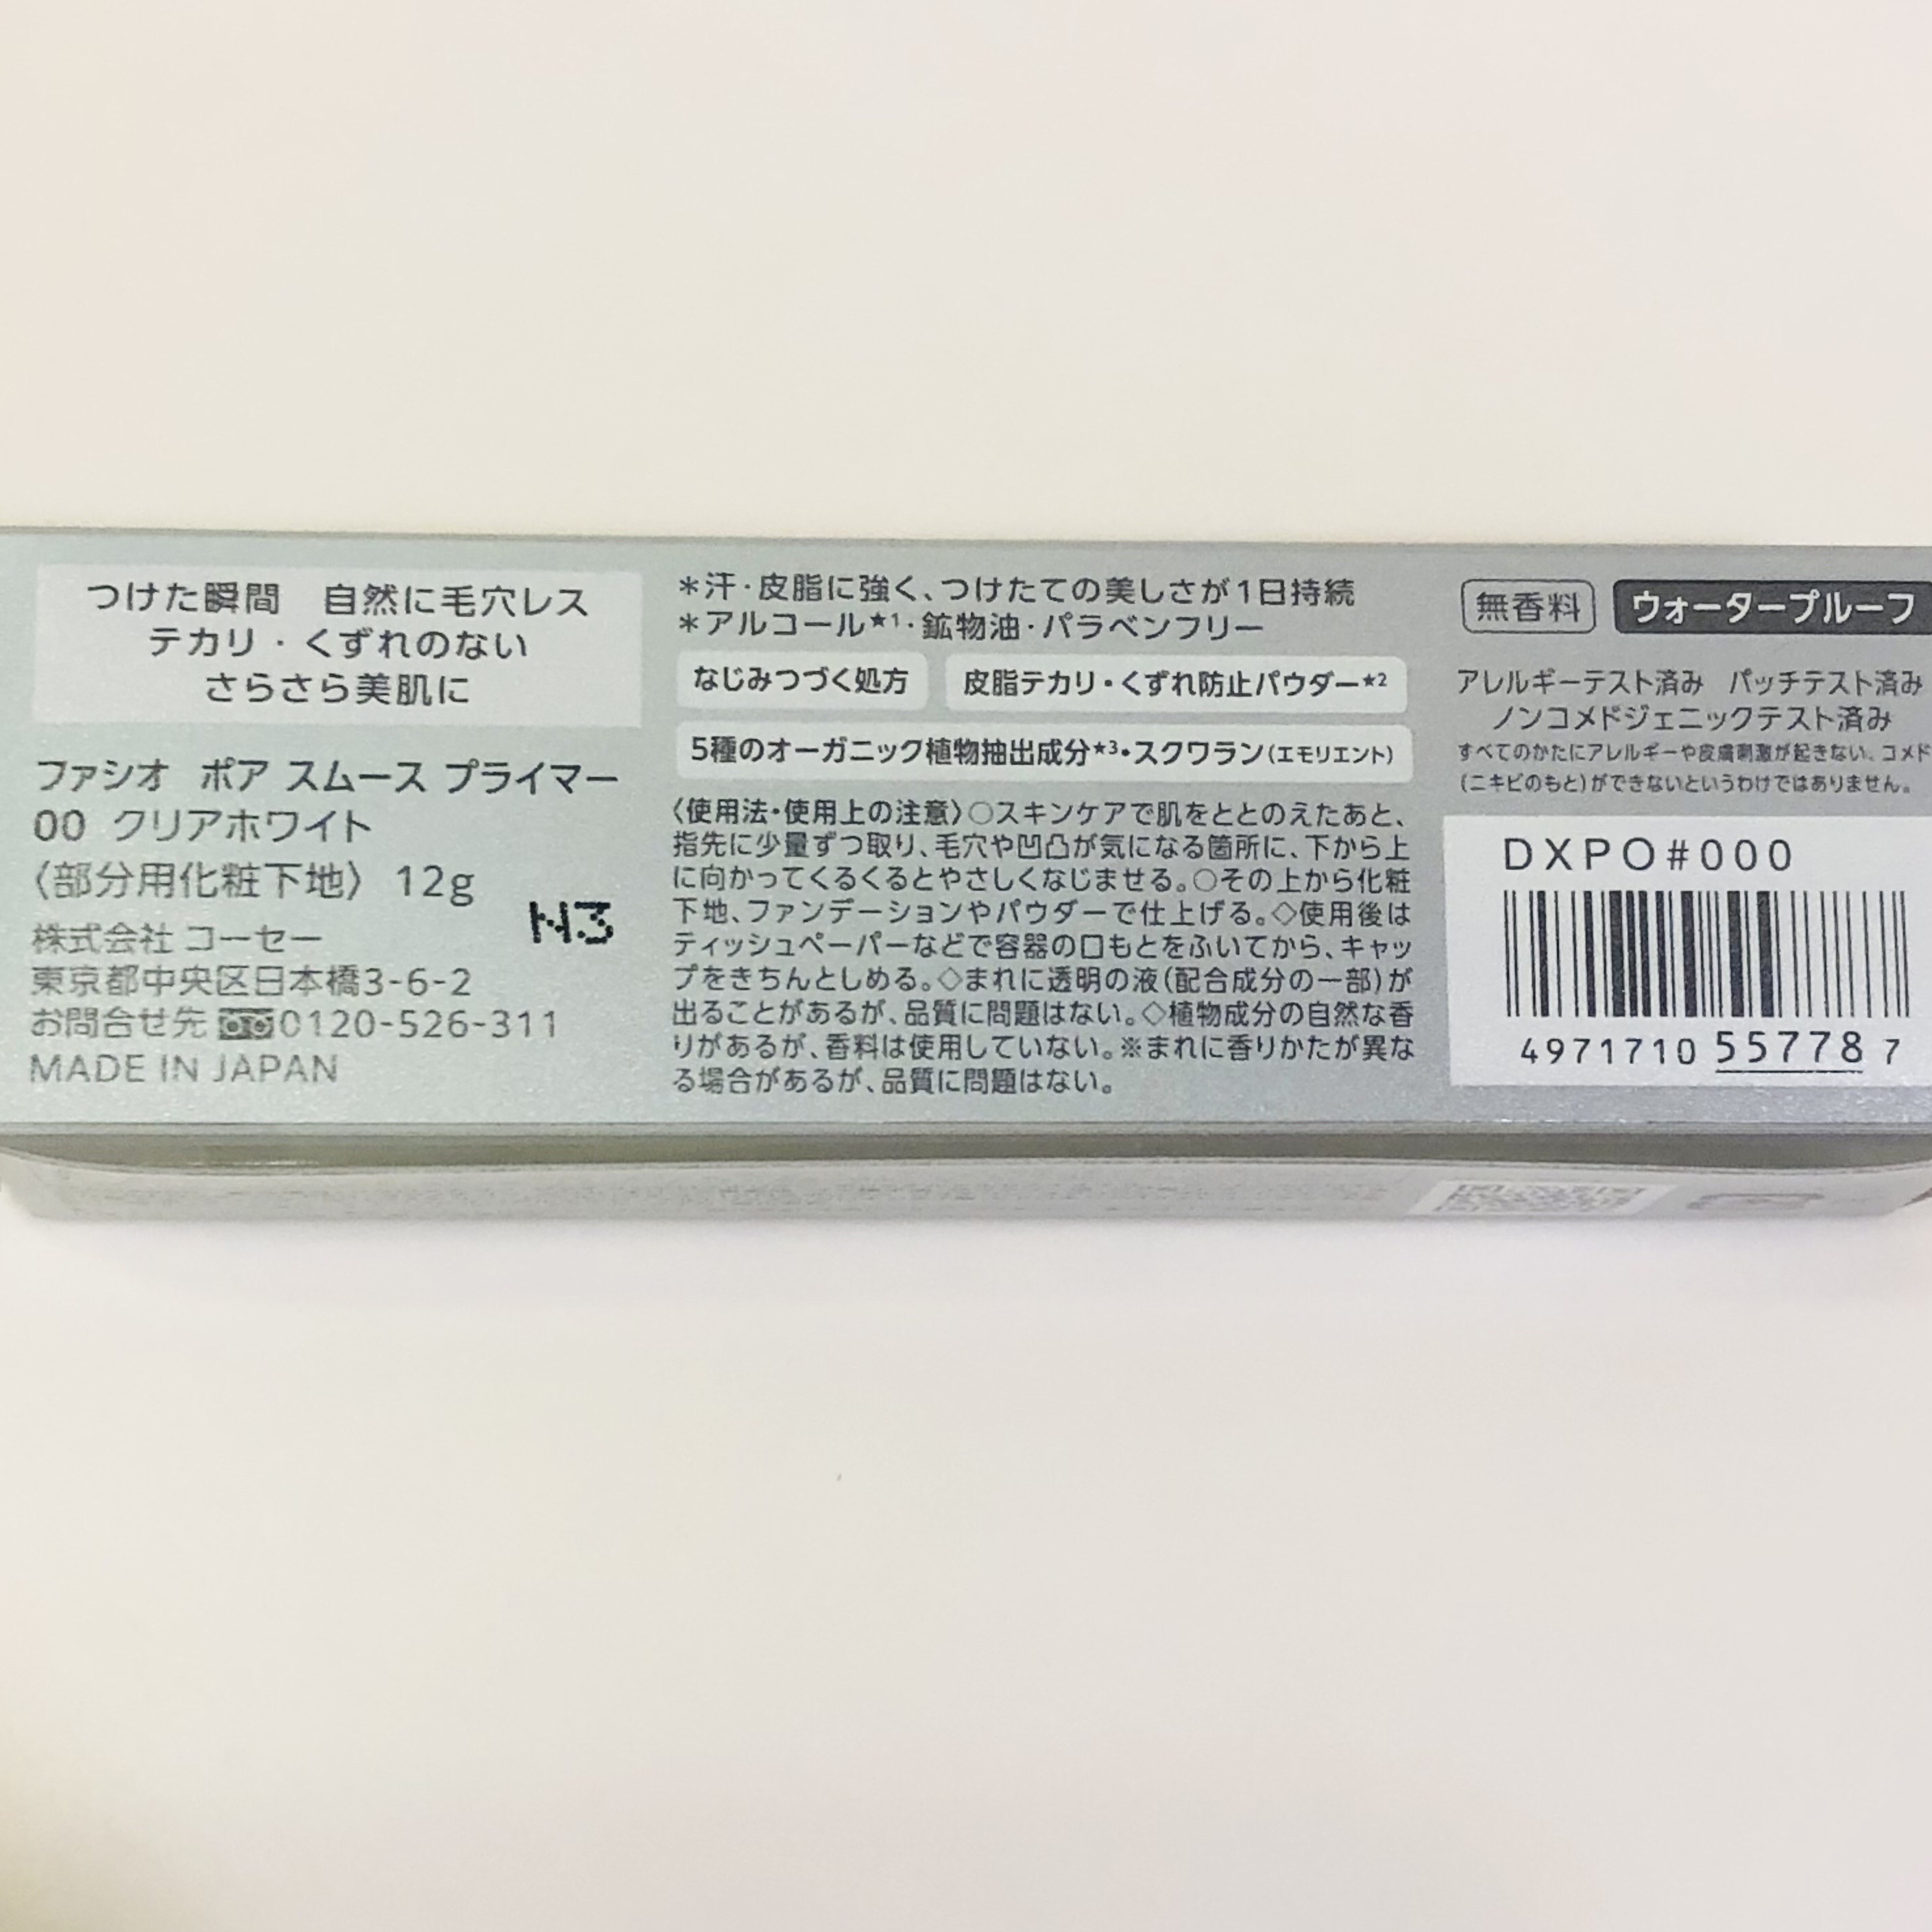 つけた瞬間　自然に毛穴レス
テカリ・くずれのない
さらさら美肌に
ファシオ ポア スムース プライマー
00 クリアホワイト
〈部分用化粧下地〉 12g
N3
株式会社 コーセー
東京都中央区日本橋3-6-2
お問合せ先 0120-526-311
MADE IN JAPAN
＊汗・皮脂に強く、つけたての美しさが1日持続
＊アルコール★1・鉱物油・パラベンフリー
なじみつづく処方 皮脂テカリ・くずれ防止パウダー★2
5種のオーガニック植物抽出成分★3・スクワラン(エモリエント)
〈使用法・使用上の注意〉○スキンケアで肌をととのえたあと、
指先に少量ずつ取り、毛穴や凹凸が気になる箇所に、下から上
に向かってくるくるとやさしくなじませる。○その上から化粧
下地、ファンデーションやパウダーで仕上げる。◇使用後は
ティッシュペーパーなどで容器の口もとをふいてから、キャッ
プをきちんとしめる。◇まれに透明の液(配合成分の一部)が
出ることがあるが、品質に問題はない。◇植物成分の自然な香
りがあるが、香料は使用していない。※まれに香りかたが異な
る場合があるが、品質に問題はない。
無香料 ウォータープルーフ
アレルギーテスト済み パッチテスト済み
ノンコメドジェニックテスト済み
すべてのかたにアレルギーや皮膚刺激が起きない、コメド
(ニキビのもと)ができないというわけではありません。
DXPO#000
4971710 55778 7